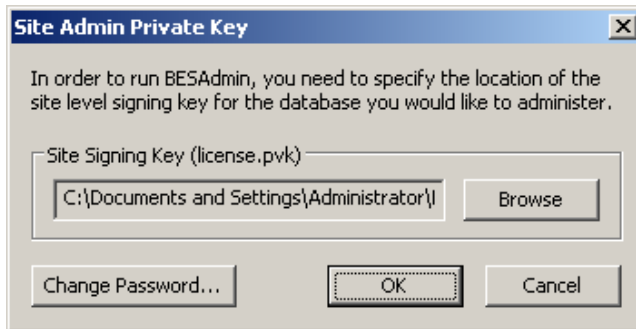 Site Admin Private Key
In order to run BESAdmin, you need to specify the location of the
site level signing key for the database you would like to administer.
Site Signing Key (license.pvk)
C:\Documents and Settings\Administrator\
Browse
Change Password...
OK
Cancel